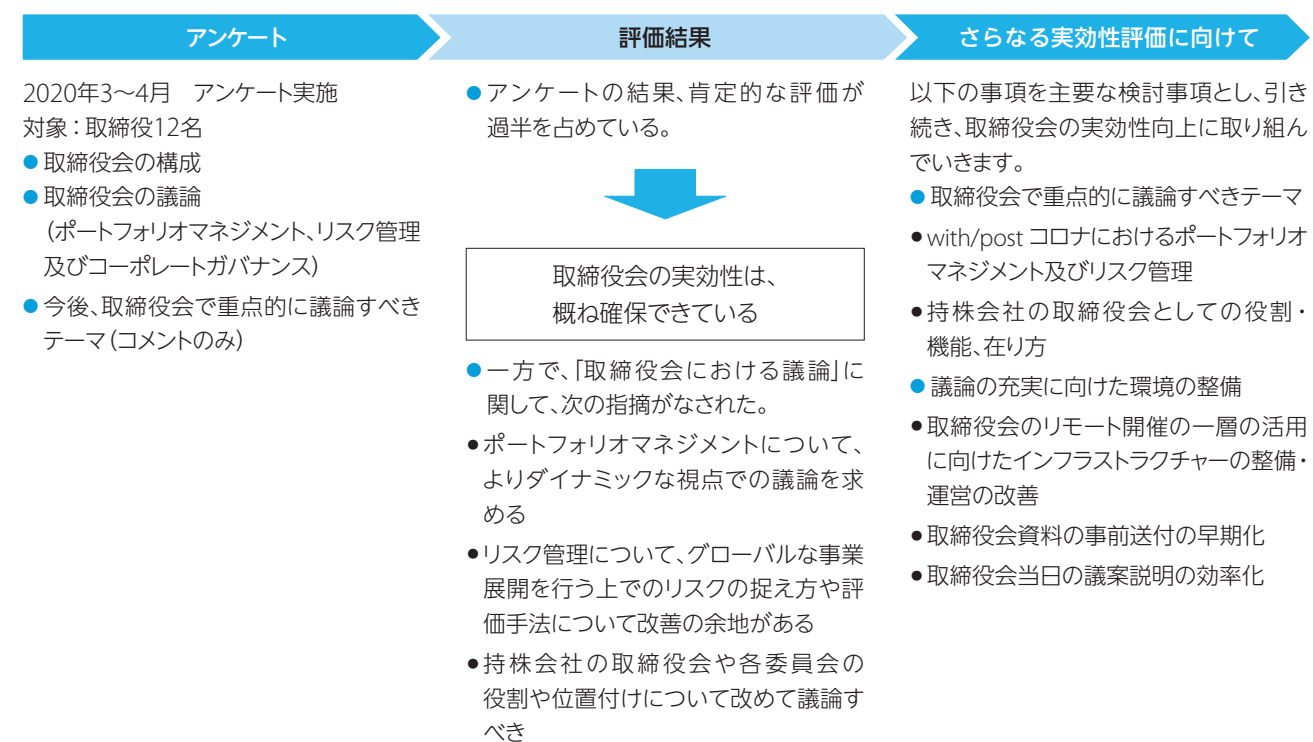 アンケート
2020年3〜4月　アンケート実施
対象：取締役12名
●取締役会の構成
●取締役会の議論
（ポートフォリオマネジメント、リスク管理
及びコーポレートガバナンス）
●今後、取締役会で重点的に議論すべき
テーマ（コメントのみ）
評価結果
●アンケートの結果、肯定的な評価が
過半を占めている。
取締役会の実効性は、
概ね確保できている
●一方で、「取締役会における議論」に
関して、次の指摘がなされた。
●ポートフォリオマネジメントについて、
よりダイナミックな視点での議論を求
める
●リスク管理について、グローバルな事業
展開を行う上でのリスクの捉え方や評
価手法について改善の余地がある
●持株会社の取締役会や各委員会の
役割や位置付けについて改めて議論す
べき
さらなる実効性評価に向けて
以下の事項を主要な検討事項とし、引き
続き、取締役会の実効性向上に取り組ん
でいきます。
●取締役会で重点的に議論すべきテーマ
●with/post コロナにおけるポートフォリオ
マネジメント及びリスク管理
●持株会社の取締役会としての役割・
機能、在り方
●議論の充実に向けた環境の整備
●取締役会のリモート開催の一層の活用
に向けたインフラストラクチャーの整備・
運営の改善
●取締役会資料の事前送付の早期化
●取締役会当日の議案説明の効率化